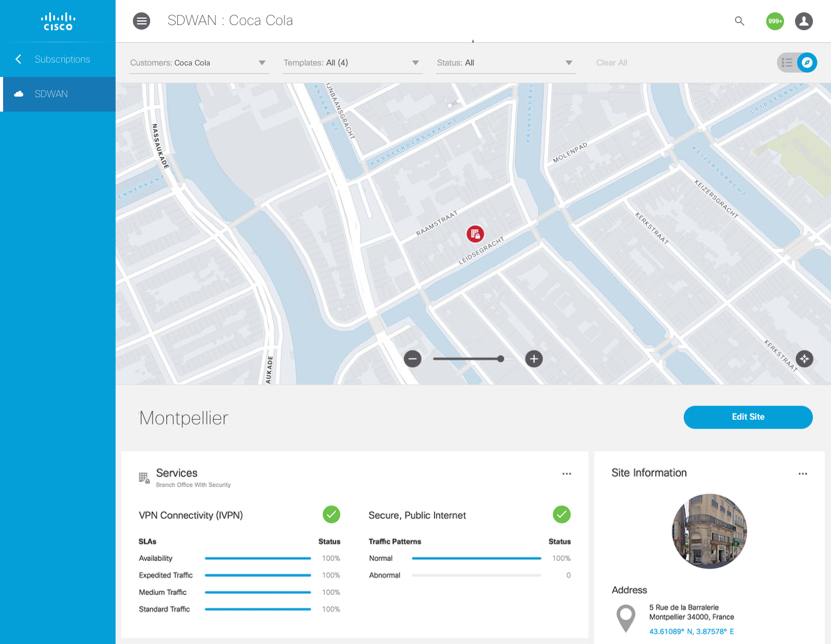 CISCO
SDWAN : Coca Cola
999+
Subscriptions
SDWAN
Customers: Coca Cola
Templates: All (4)
Status: All
Clear All
NASSAUKADE
MOLENPAD
KEIZERSGRACHT
KEIZERSGRACHT
RAAMSTRAAT
LEIDSEGRACHT
KERKSTRAAT
KERKSTRAAT
AUKADE
Montpellier
Edit Site
Services
Branch Office With Security
VPN Connectivity (IPVN)
SLAs Status
Availability 100%
Expedited Traffic 100%
Medium Traffic 100%
Standard Traffic 100%
Secure, Public Internet
Traffic Patterns Status
Normal 100%
Abnormal 0
Site Information
Address
5 Rue de la Barralerie
Montpellier 34000, France
43.61089° N, 3.87578° E